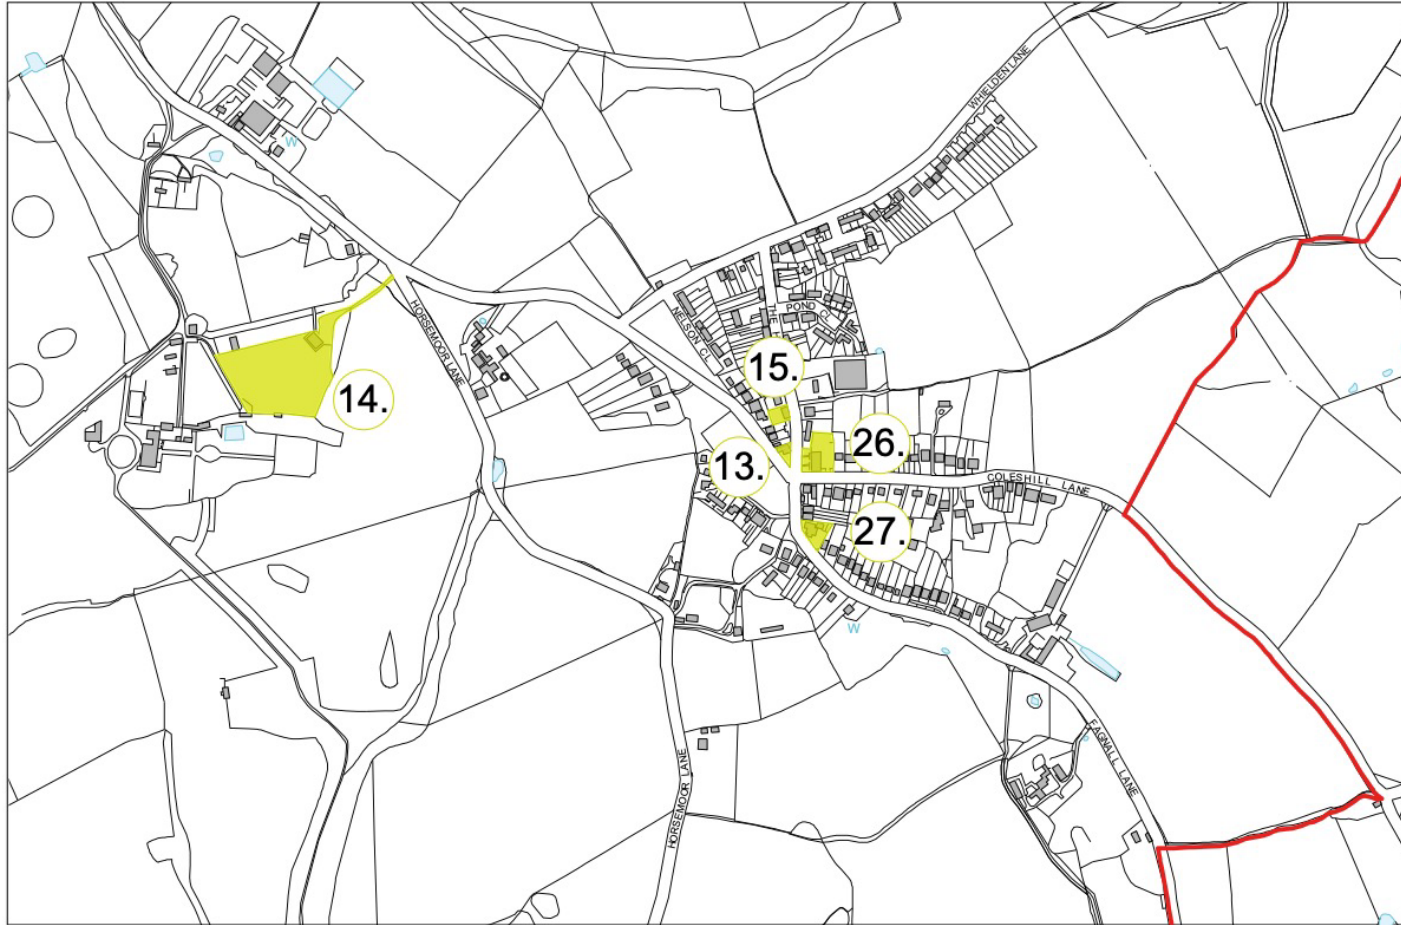 WHIELDEN LANE
W
HORSEMOOR LANE
NELSON CL
THE
POND CL
15.
14.
13.
26.
COLESHILL LANE
27.
W
FAGNALL LANE
HORSEMOOR LANE